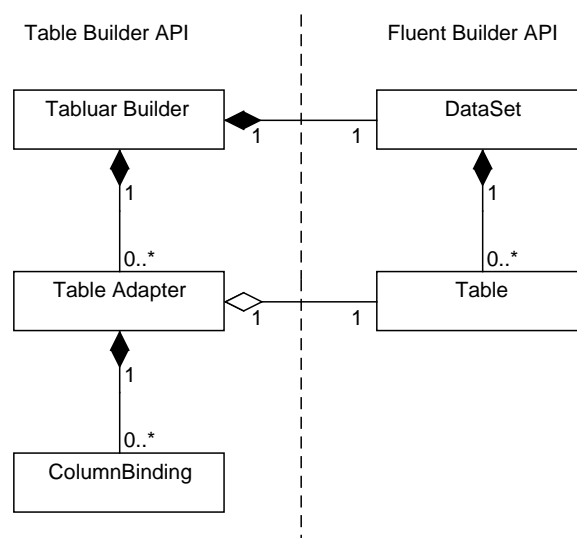 Table Builder API
Fluent Builder API
Tabluar Builder
DataSet
1
1
1
1
0..*
0..*
Table Adapter
Table
1
1
1
0..*
ColumnBinding